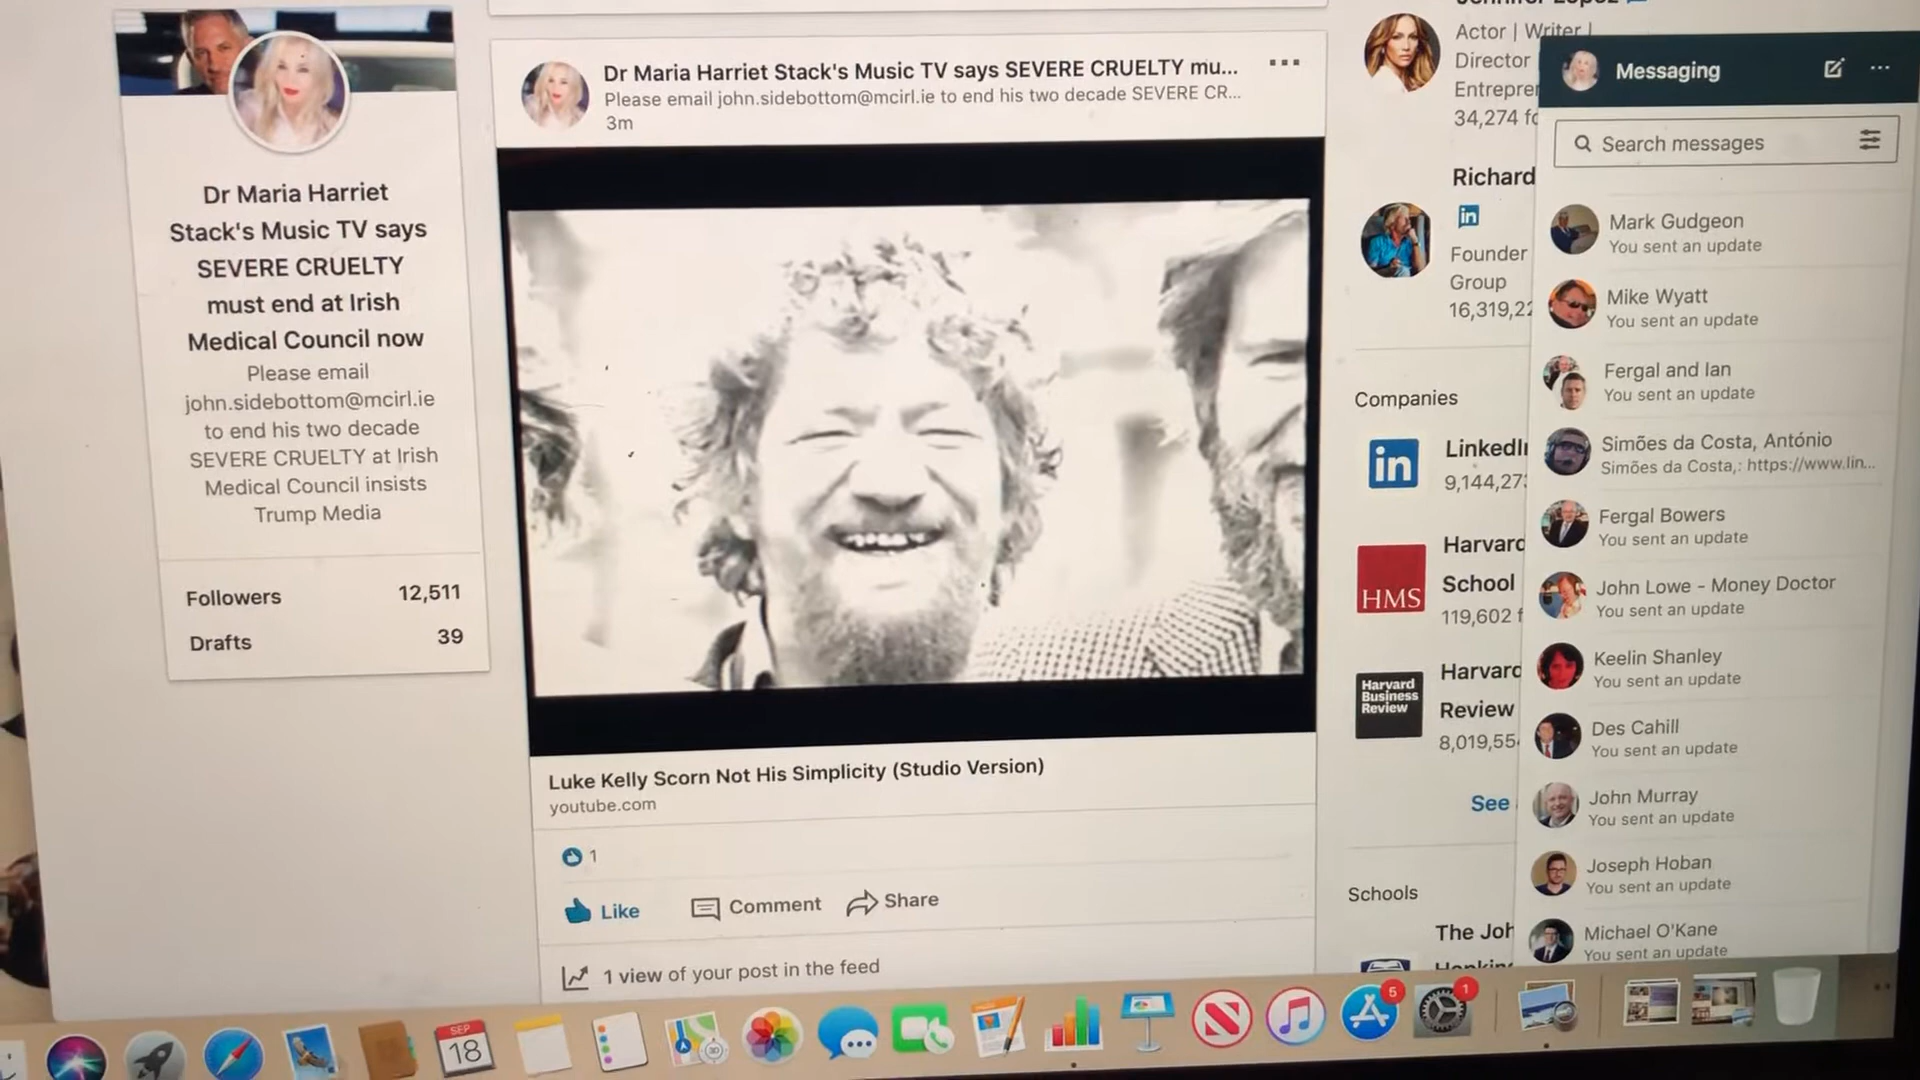 Dr Maria Harriet
Stack's Music TV says
SEVERE CRUELTY
must end at Irish
Medical Council now
Please email
john.sidebottom@mcirl.ie
to end his two decade
SEVERE CRUELTY at Irish
Medical Council insists
Trump Media
Followers 12,511
Drafts 39
Dr Maria Harriet Stack's Music TV says SEVERE CRUELTY mu...
Please email john.sidebottom@mcirl.ie to end his two decade SEVERE CR...
3m
Luke Kelly Scorn Not His Simplicity (Studio Version)
youtube.com
1
Like Comment Share
1 view of your post in the feed
Actor | Writer |
Director
34,274
Richard
in
Founder
Group
16,319,22
Companies
in
9,144,27
HMS
Harvard
School
119,602
Harvard
Business
Review
Harvard
Review
8,019,55
See
Schools
Messaging
Search messages
Mark Gudgeon
You sent an update
Mike Wyatt
You sent an update
Fergal and Ian
You sent an update
Simões da Costa, António
Simões da Costa,: https://www.lin...
Fergal Bowers
You sent an update
John Lowe - Money Doctor
You sent an update
Keelin Shanley
You sent an update
Des Cahill
You sent an update
John Murray
You sent an update
Joseph Hoban
You sent an update
Michael O'Kane
You sent an update
SEP
18
5
1